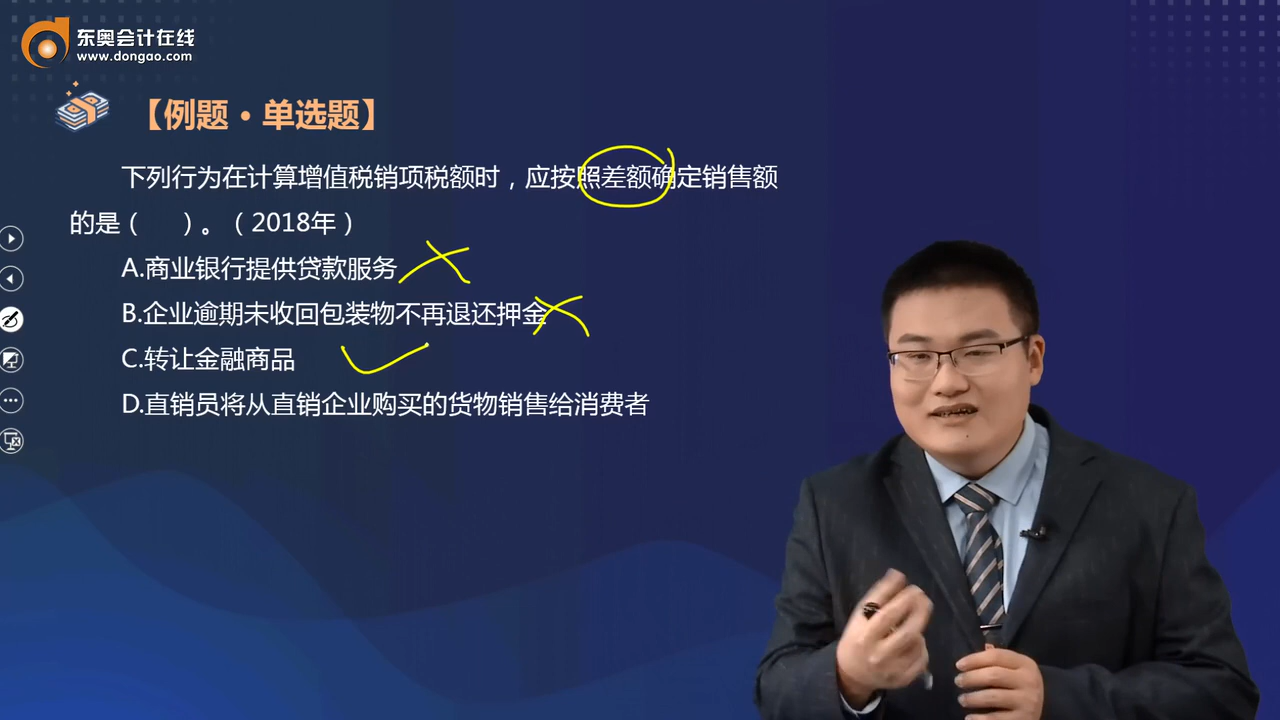 东奥会计在线
www.dongao.com
【例题·单选题】
下列行为在计算增值税销项税额时，应按照差额确定销售额
的是（ ）。（2018年）
A.商业银行提供贷款服务
B.企业逾期未收回包装物不再退还押金
C.转让金融商品
D.直销员将从直销企业购买的货物销售给消费者